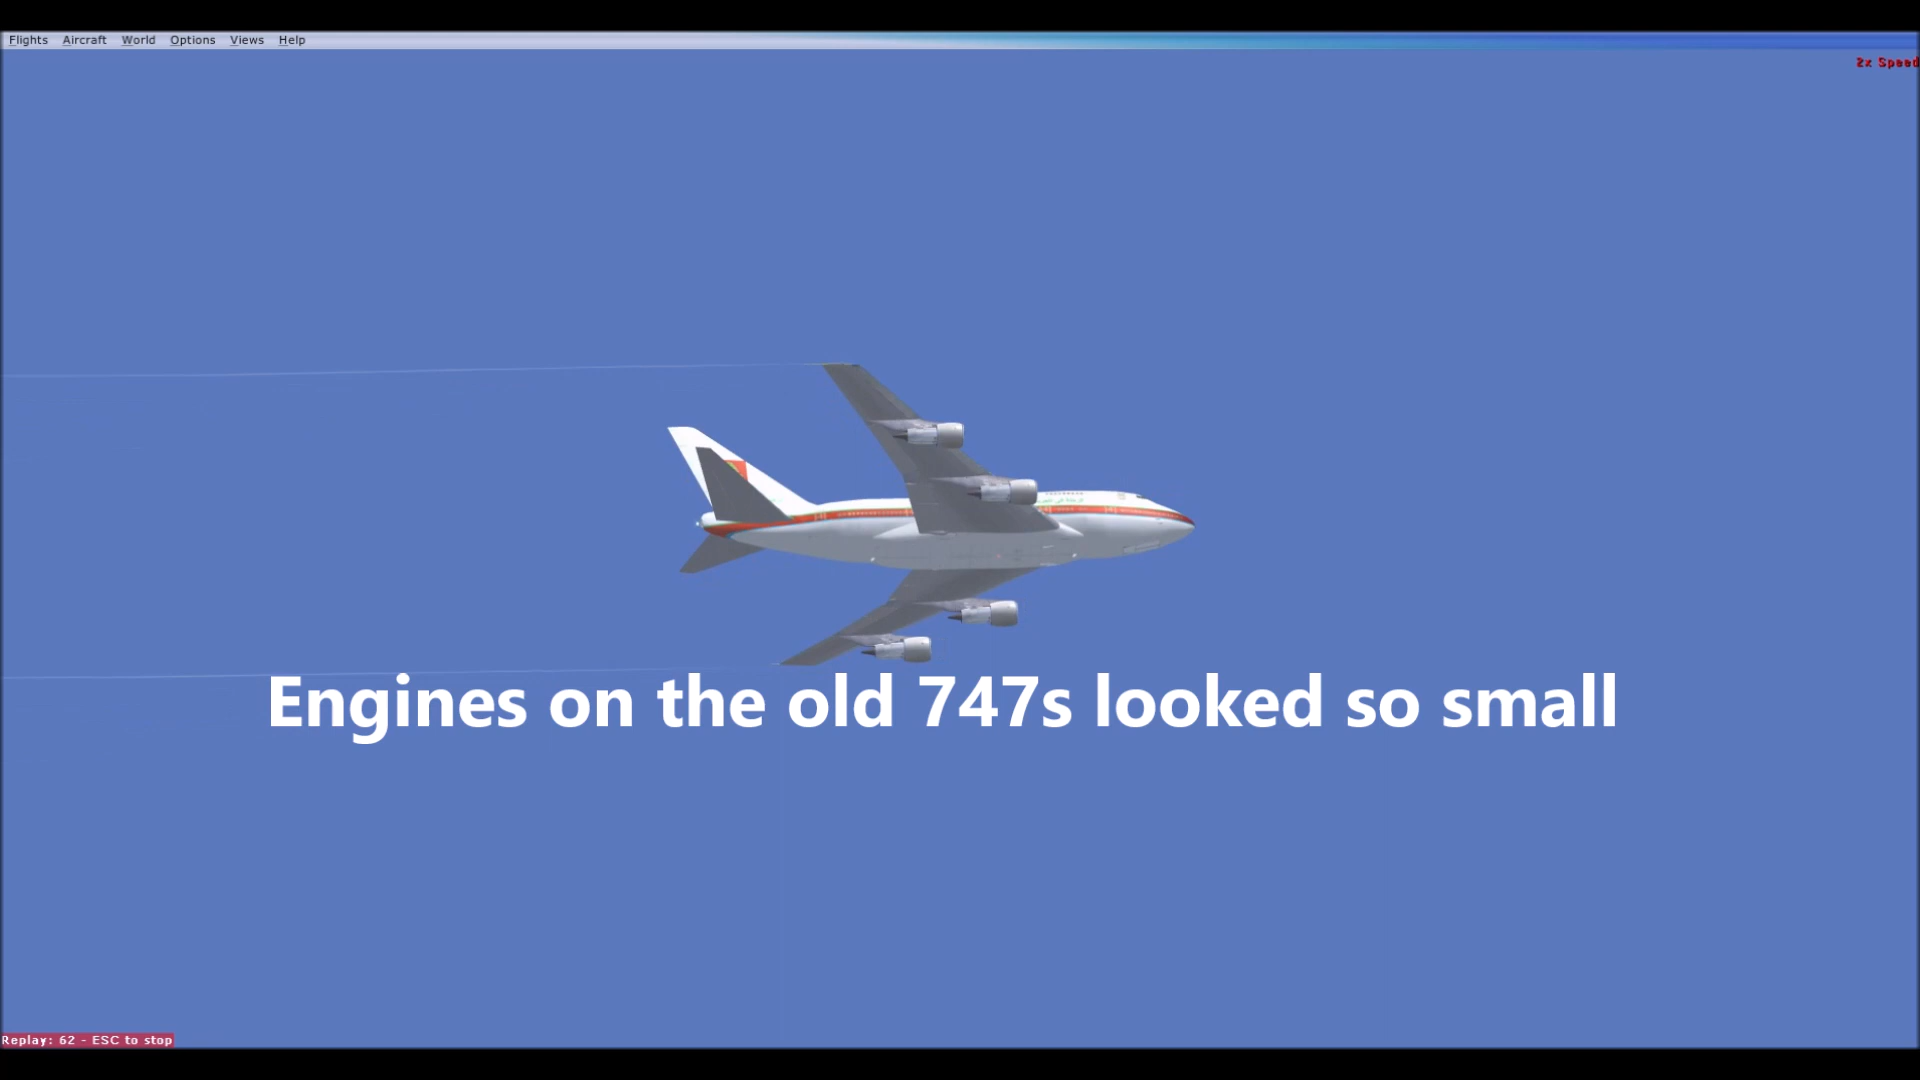 Flights Aircraft World Options Views Help
2x Speed
Engines on the old 747s looked so small
Replay: 62 - ESC to stop